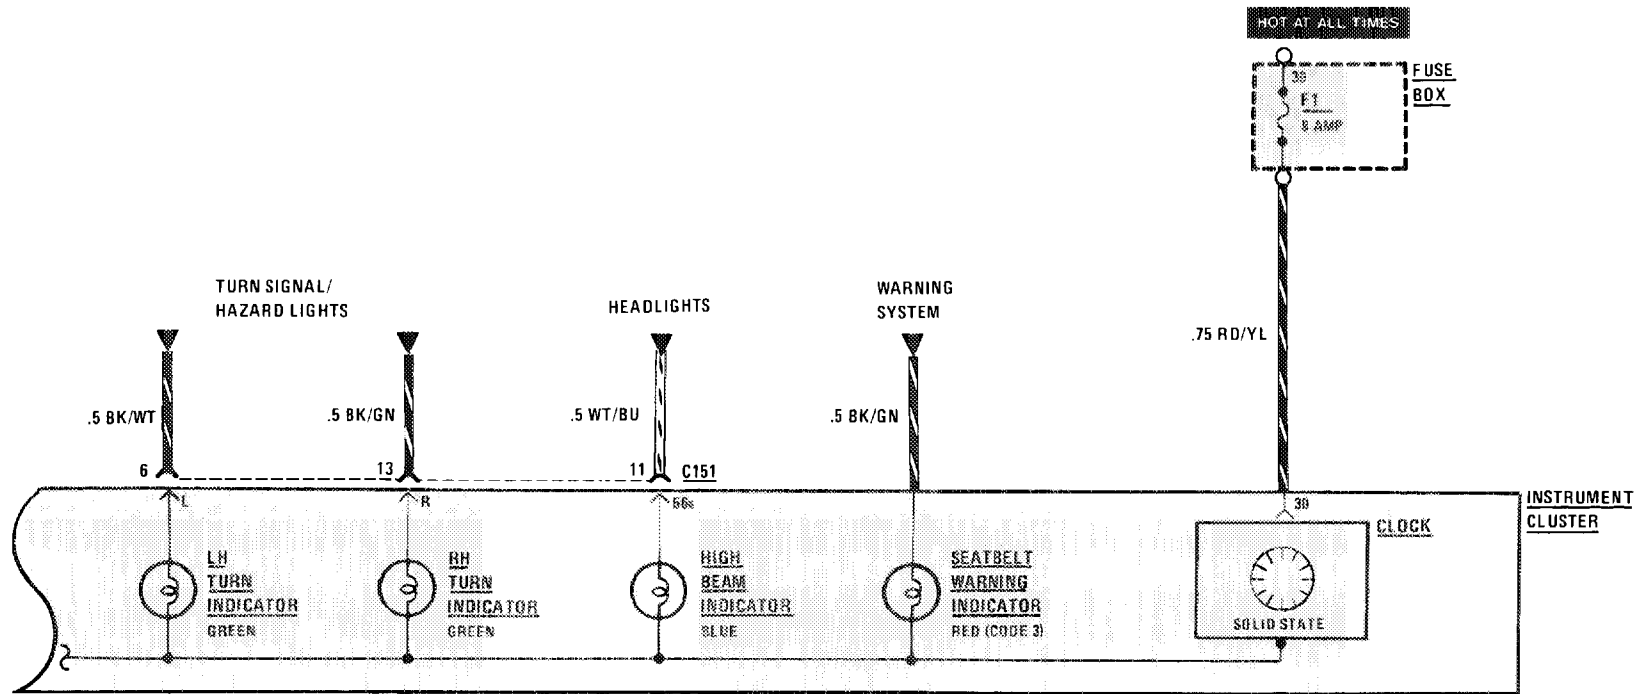 HOT AT ALL TIMES
30
F1
8 AMP
FUSE
BOX
TURN SIGNAL/
HAZARD LIGHTS
HEADLIGHTS
WARNING
SYSTEM
.75 RD/YL
.5 BK/WT
.5 BK/GN
.5 WT/BU
.5 BK/GN
6
13
11
C151
L
R
56a
30
INSTRUMENT
CLUSTER
CLOCK
LH
TURN
INDICATOR
GREEN
RH
TURN
INDICATOR
GREEN
HIGH
BEAM
INDICATOR
BLUE
SEATBELT
WARNING
INDICATOR
RED (CODE 3)
SOLID STATE